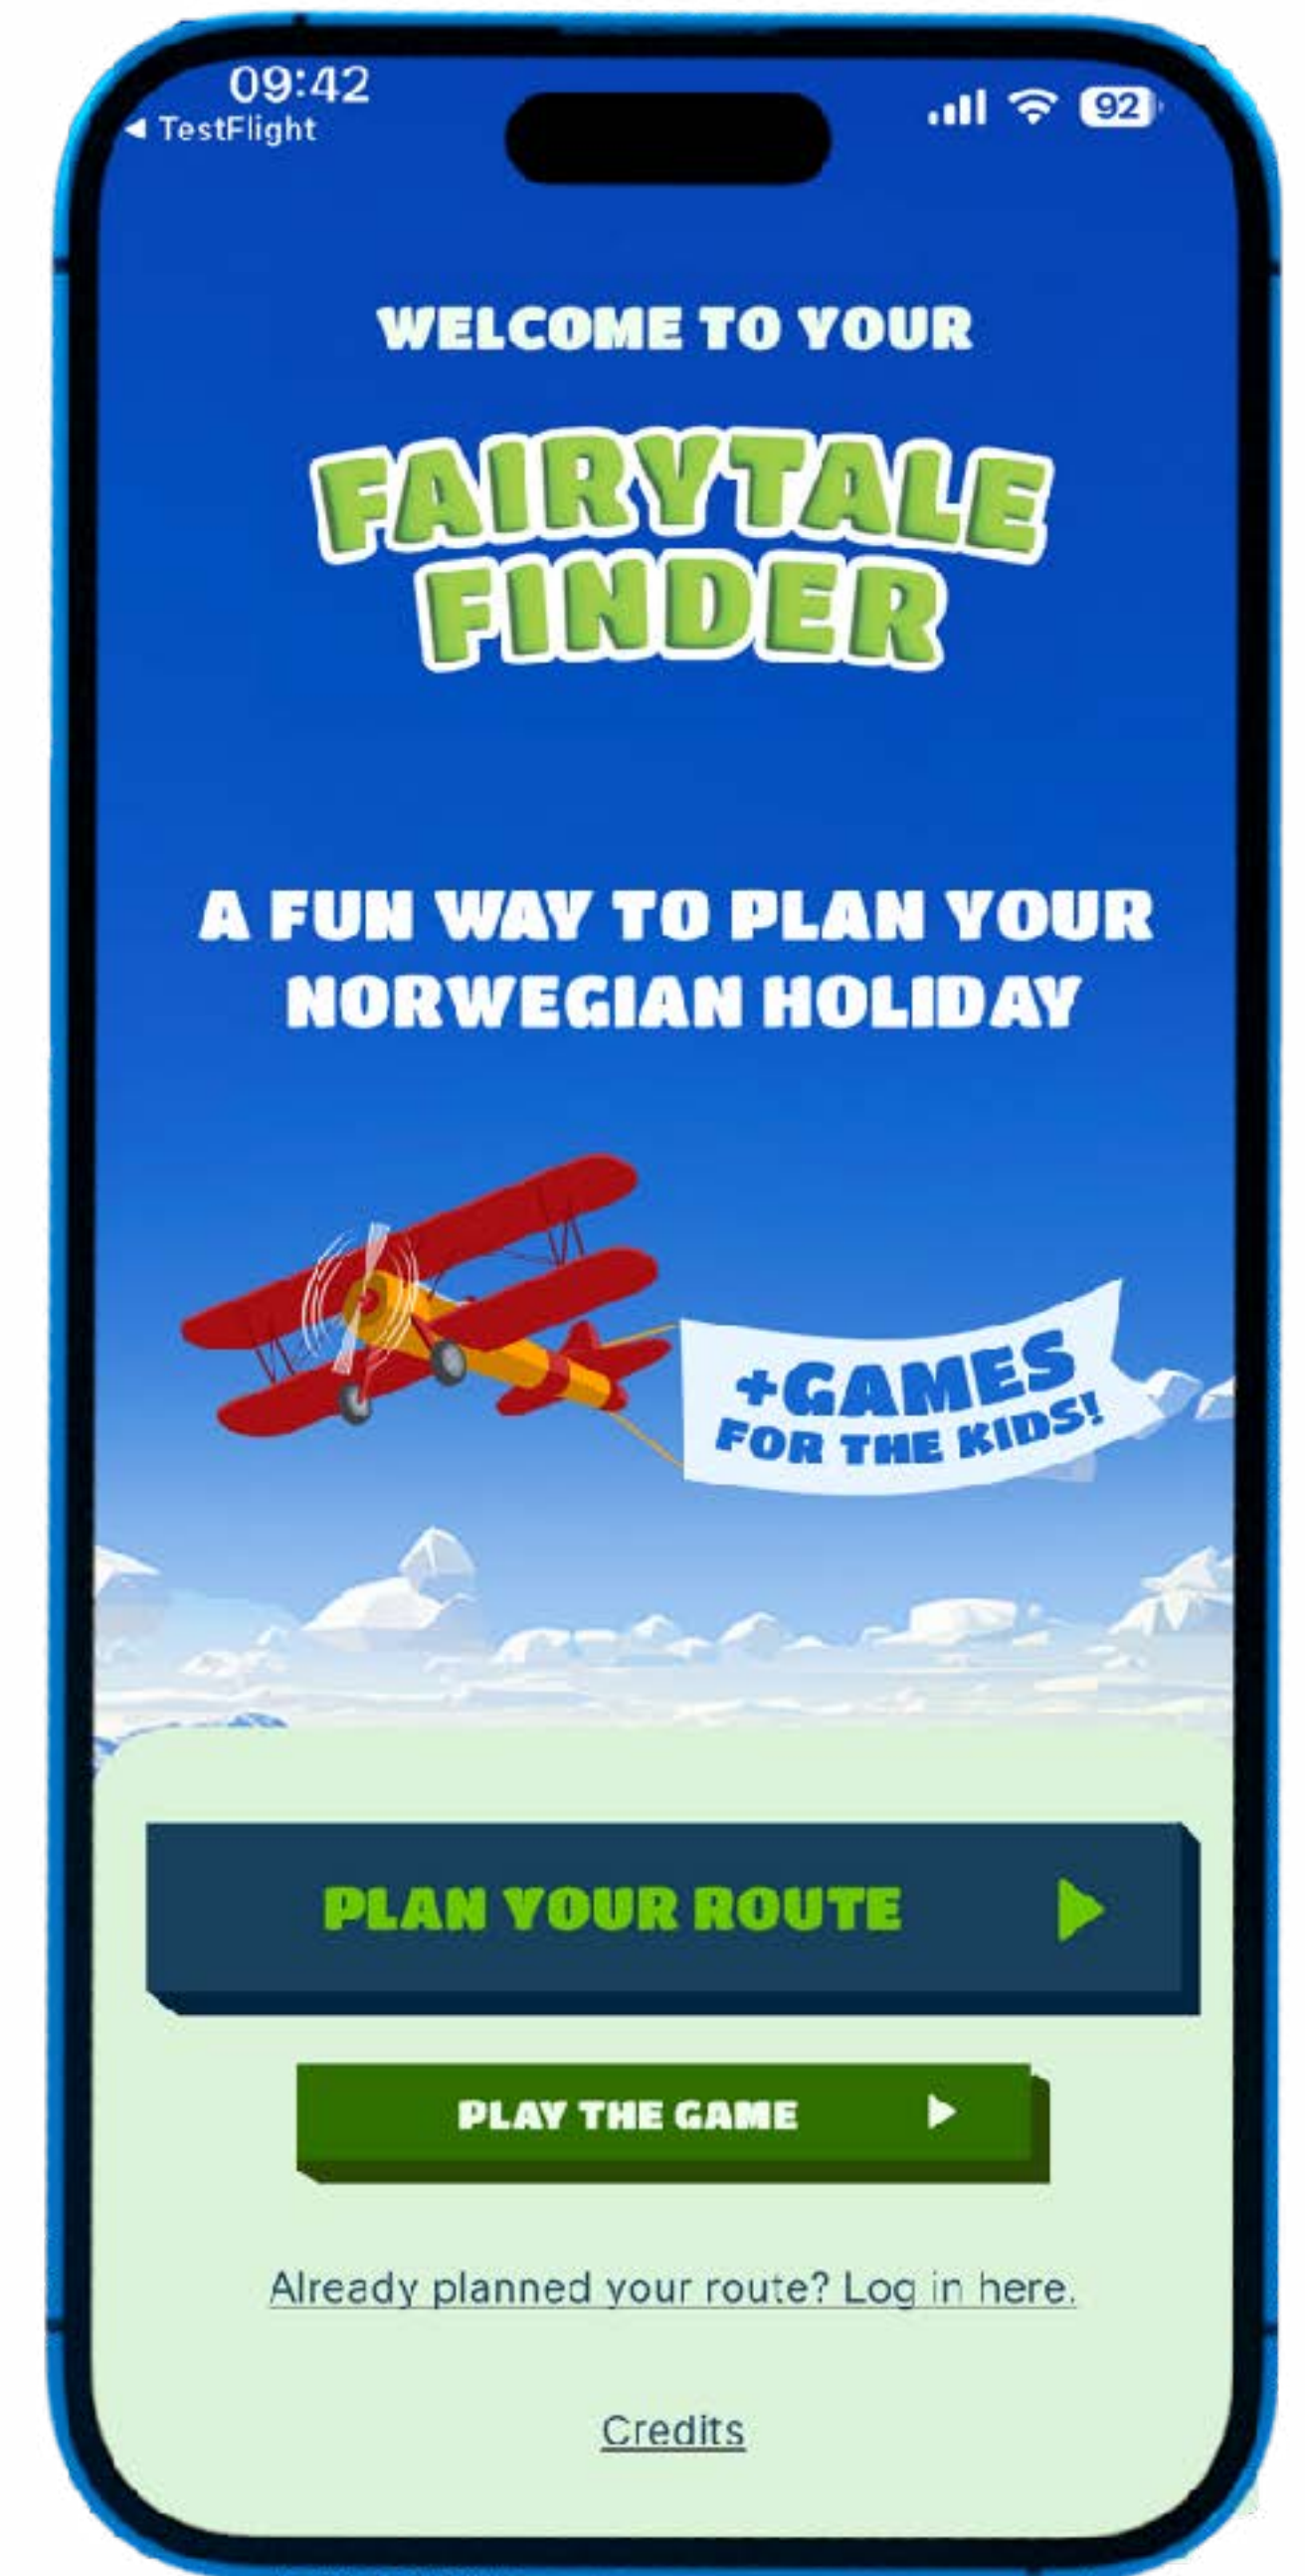 09:42
◀ TestFlight
92
WELCOME TO YOUR
FAIRYTALE
FINDER
A FUN WAY TO PLAN YOUR
NORWEGIAN HOLIDAY
+GAMES
FOR THE KIDS!
PLAN YOUR ROUTE
PLAY THE GAME
Already planned your route? Log in here.
Credits